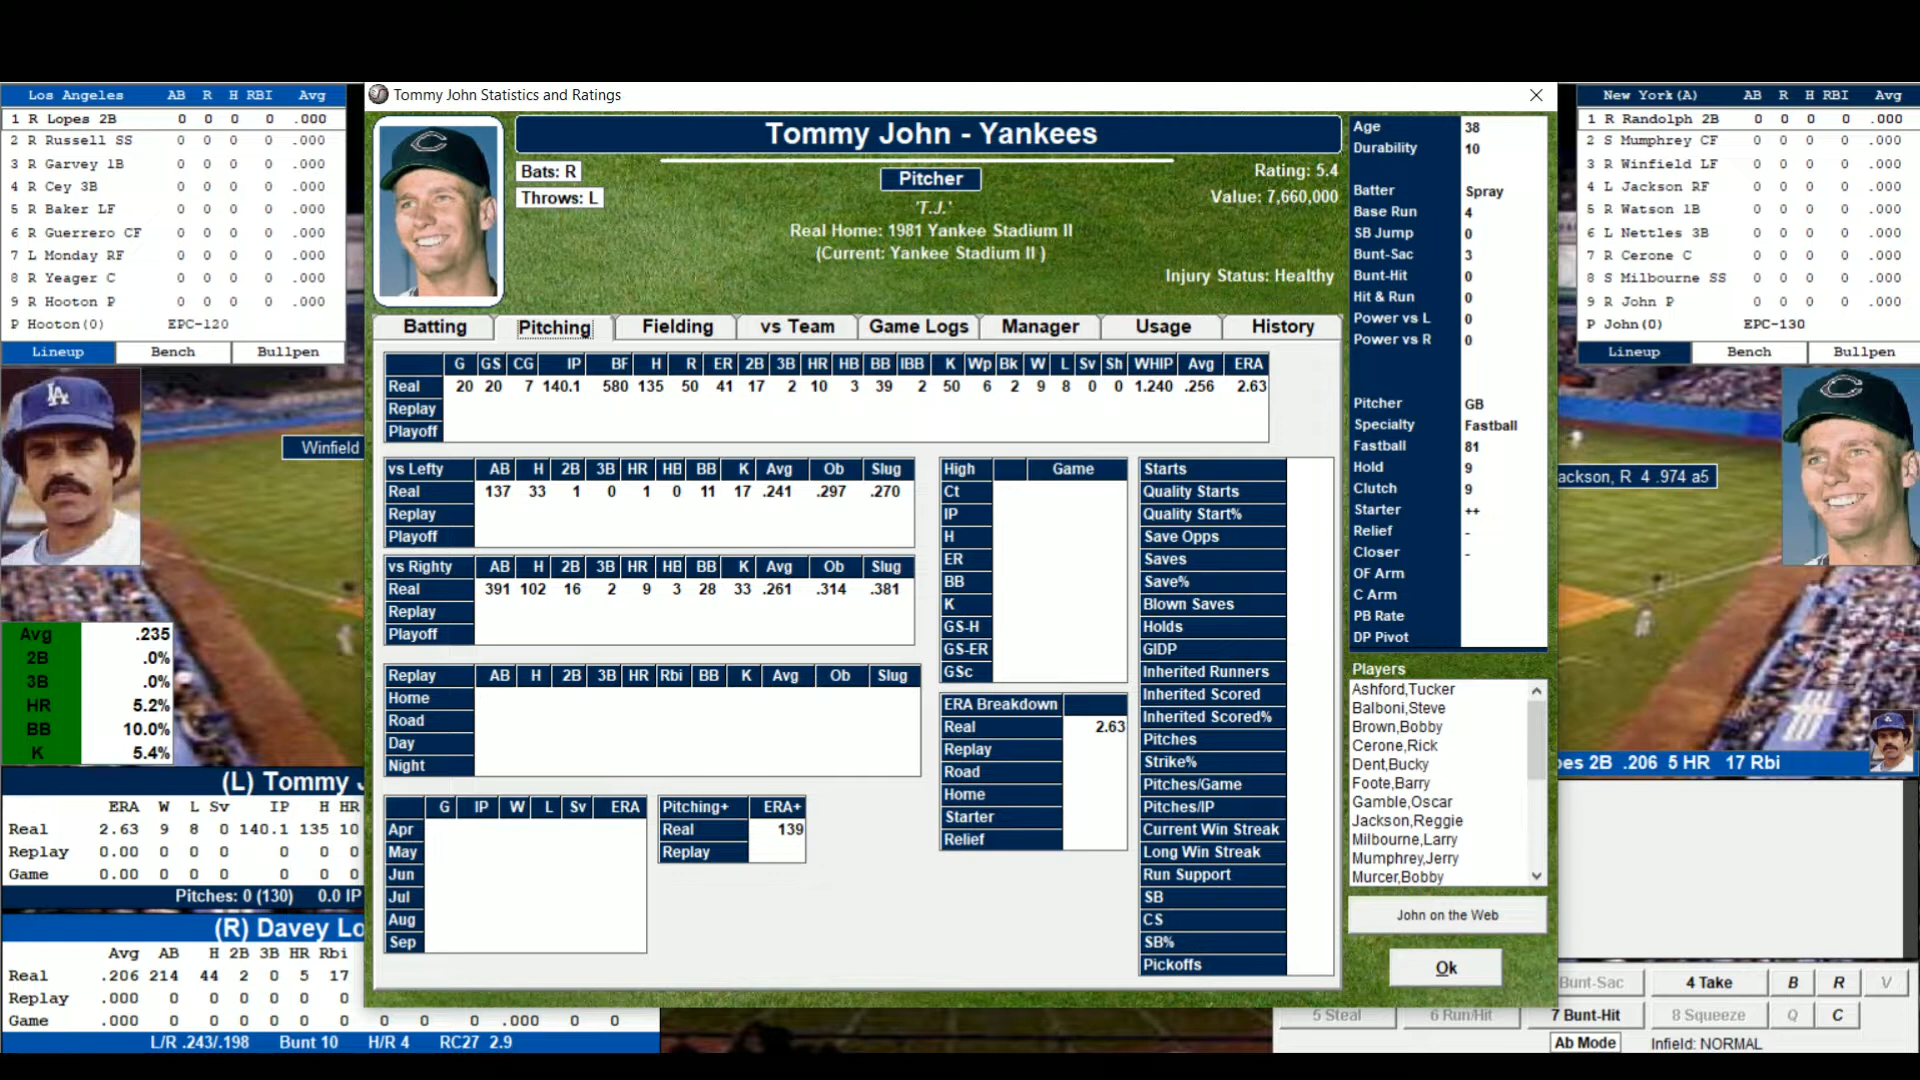 Los Angeles AB R H RBI Avg
1 R Lopes 2B 0 0 0 0 .000
2 R Russell SS 0 0 0 0 .000
3 R Garvey 1B 0 0 0 0 .000
4 R Cey 3B 0 0 0 0 .000
5 R Baker LF 0 0 0 0 .000
6 R Guerrero CF 0 0 0 0 .000
7 L Monday RF 0 0 0 0 .000
8 R Yeager C 0 0 0 0 .000
9 R Hooton P 0 0 0 0 .000
P Hooton(0) EPC-120
Lineup Bench Bullpen
Winfield
Avg .235
2B .0%
3B .0%
HR 5.2%
BB 10.0%
K 5.4%
(L) Tommy J
ERA W L Sv IP H HR
Real 2.63 9 8 0 140.1 135 10
Replay 0.00 0 0 0 0 0 0
Game 0.00 0 0 0 0 0 0
Pitches: 0 (130) 0.0 IP
(R) Davey Lo
Avg AB H 2B 3B HR Rbi
Real .206 214 44 2 0 5 17
Replay .000 0 0 0 0 0 0
Game .000 0 0 0 0 0 0 0 0 .000 0 0
L/R .243/.198 Bunt 10 H/R 4 RC27 2.9
Tommy John Statistics and Ratings
Tommy John - Yankees
Bats: R
Throws: L
Pitcher
'T.J.'
Real Home: 1981 Yankee Stadium II
(Current: Yankee Stadium II )
Rating: 5.4
Value: 7,660,000
Injury Status: Healthy
Batting Pitching Fielding vs Team Game Logs Manager Usage History
G GS CG IP BF H R ER 2B 3B HR HB BB IBB K Wp Bk W L Sv Sh WHIP Avg ERA
Real 20 20 7 140.1 580 135 50 41 17 2 10 3 39 2 50 6 2 9 8 0 0 1.240 .256 2.63
Replay
Playoff
vs Lefty AB H 2B 3B HR HB BB K Avg Ob Slug
Real 137 33 1 0 1 0 11 17 .241 .297 .270
Replay
Playoff
vs Righty AB H 2B 3B HR HB BB K Avg Ob Slug
Real 391 102 16 2 9 3 28 33 .261 .314 .381
Replay
Playoff
Replay AB H 2B 3B HR Rbi BB K Avg Ob Slug
Home
Road
Day
Night
G IP W L Sv ERA
Apr
May
Jun
Jul
Aug
Sep
Pitching+ ERA+
Real 139
Replay
High Game
Ct
IP
H
ER
BB
K
GS-H
GS-ER
GSc
ERA Breakdown
Real 2.63
Replay
Road
Home
Starter
Relief
Starts
Quality Starts
Quality Start%
Save Opps
Saves
Save%
Blown Saves
Holds
GIDP
Inherited Runners
Inherited Scored
Inherited Scored%
Pitches
Strike%
Pitches/Game
Pitches/IP
Current Win Streak
Long Win Streak
Run Support
SB
CS
SB%
Pickoffs
Age 38
Durability 10
Batter Spray
Base Run 4
SB Jump 0
Bunt-Sac 3
Bunt-Hit 0
Hit & Run 0
Power vs L 0
Power vs R 0
Pitcher GB
Specialty Fastball
Fastball 81
Hold 9
Clutch 9
Starter ++
Relief -
Closer -
OF Arm
C Arm
PB Rate
DP Pivot
Players
Ashford,Tucker
Balboni,Steve
Brown,Bobby
Cerone,Rick
Dent,Bucky
Foote,Barry
Gamble,Oscar
Jackson,Reggie
Milbourne,Larry
Mumphrey,Jerry
Murcer,Bobby
John on the Web
Ok
New York(A) AB R H RBI Avg
1 R Randolph 2B 0 0 0 0 .000
2 S Mumphrey CF 0 0 0 0 .000
3 R Winfield LF 0 0 0 0 .000
4 L Jackson RF 0 0 0 0 .000
5 R Watson 1B 0 0 0 0 .000
6 L Nettles 3B 0 0 0 0 .000
7 R Cerone C 0 0 0 0 .000
8 S Milbourne SS 0 0 0 0 .000
9 R John P 0 0 0 0 .000
P John(0) EPC-130
Lineup Bench Bullpen
ackson, R 4 .974 a5
pes 2B .206 5 HR 17 Rbi
Bunt-Sac 4 Take B R V
5 Steal 6 Run/Hit 7 Bunt-Hit 8 Squeeze Q C
Ab Mode Infield: NORMAL